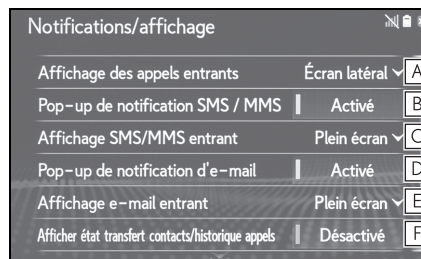 Notifications/affichage
Affichage des appels entrants Écran latéral A
Pop-up de notification SMS / MMS Activé B
Affichage SMS/MMS entrant Plein écran C
Pop-up de notification d'e-mail Activé D
Affichage e-mail entrant Plein écran E
Afficher état transfert contacts/historique appels Désactivé F